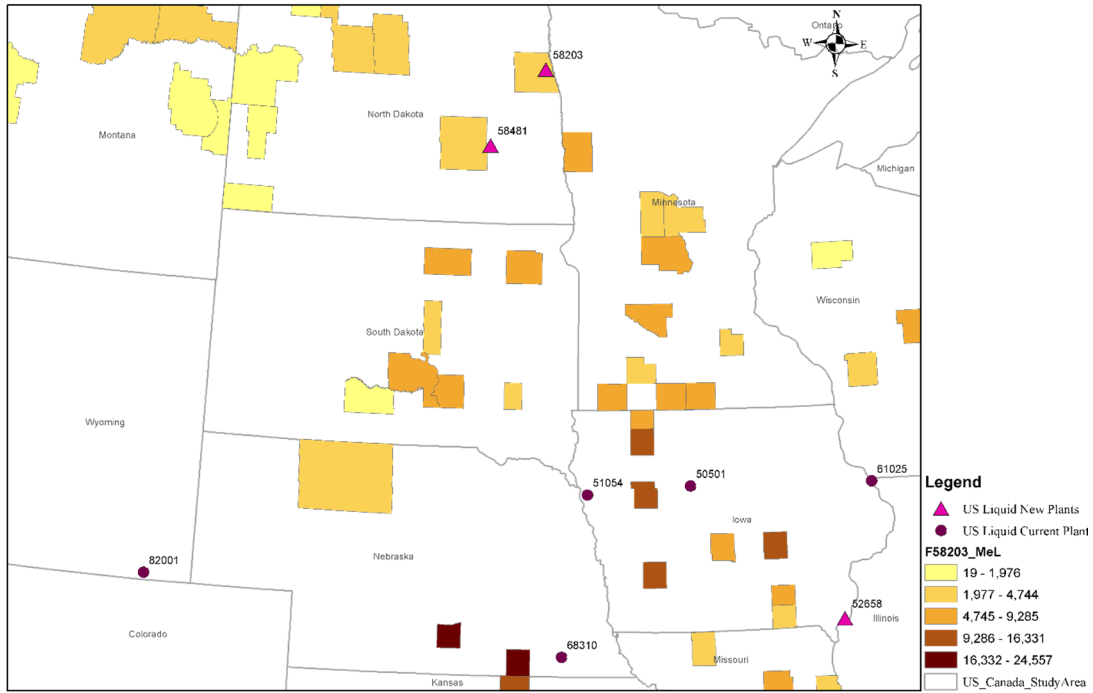 N
Ontario
W
E
S
58203
North Dakota
58481
Montana
Michigan
Minnesota
Wisconsin
South Dakota
Wyoming
61025
51054
50501
Legend
US Liquid New Plants
Iowa
US Liquid Current Plant
F58203_MeL
Nebraska
82001
19 - 1,976
1,977 - 4,744
52658
4,745 - 9,285
Illinois
Colorado
9,286 - 16,331
68310
Missouri
16,332 - 24,557
Kansas
US_Canada_StudyArea